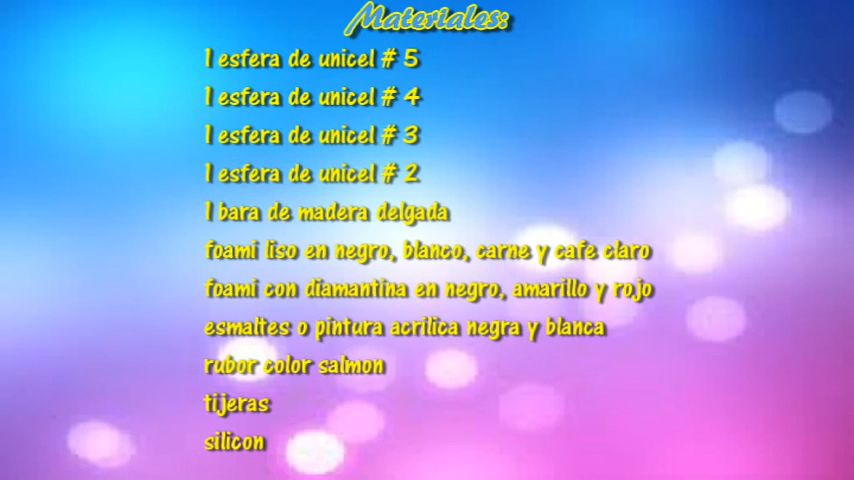 Materiales:
1 esfera de unicel # 5
1 esfera de unicel # 4
1 esfera de unicel # 3
1 esfera de unicel # 2
1 bara de madera delgada
foami liso en negro, blanco, carne y cafe claro
foami con diamantina en negro, amarillo y rojo
esmaltes o pintura acrilica negra y blanca
rubor color salmon
tijeras
silicon